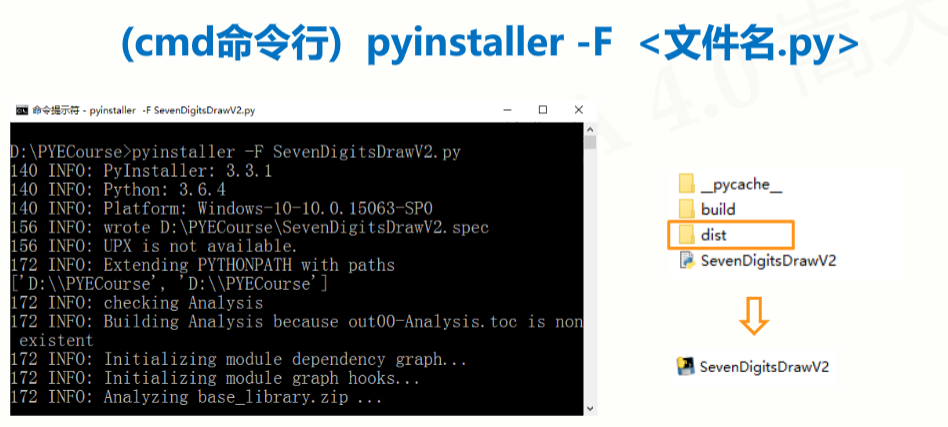 (cmd命令行) pyinstaller -F <文件名.py>
命令提示符 - pyinstaller -F SevenDigitsDrawV2.py
D:\PYECourse>pyinstaller -F SevenDigitsDrawV2.py
140 INFO: PyInstaller: 3.3.1
140 INFO: Python: 3.6.4
140 INFO: Platform: Windows-10-10.0.15063-SP0
156 INFO: wrote D:\PYECourse\SevenDigitsDrawV2.spec
156 INFO: UPX is not available.
172 INFO: Extending PYTHONPATH with paths
['D:\\PYECourse', 'D:\\PYECourse']
172 INFO: checking Analysis
172 INFO: Building Analysis because out00-Analysis.toc is non
existent
172 INFO: Initializing module dependency graph...
172 INFO: Initializing module graph hooks...
172 INFO: Analyzing base_library.zip ...
__pycache__
build
dist
SevenDigitsDrawV2
SevenDigitsDrawV2